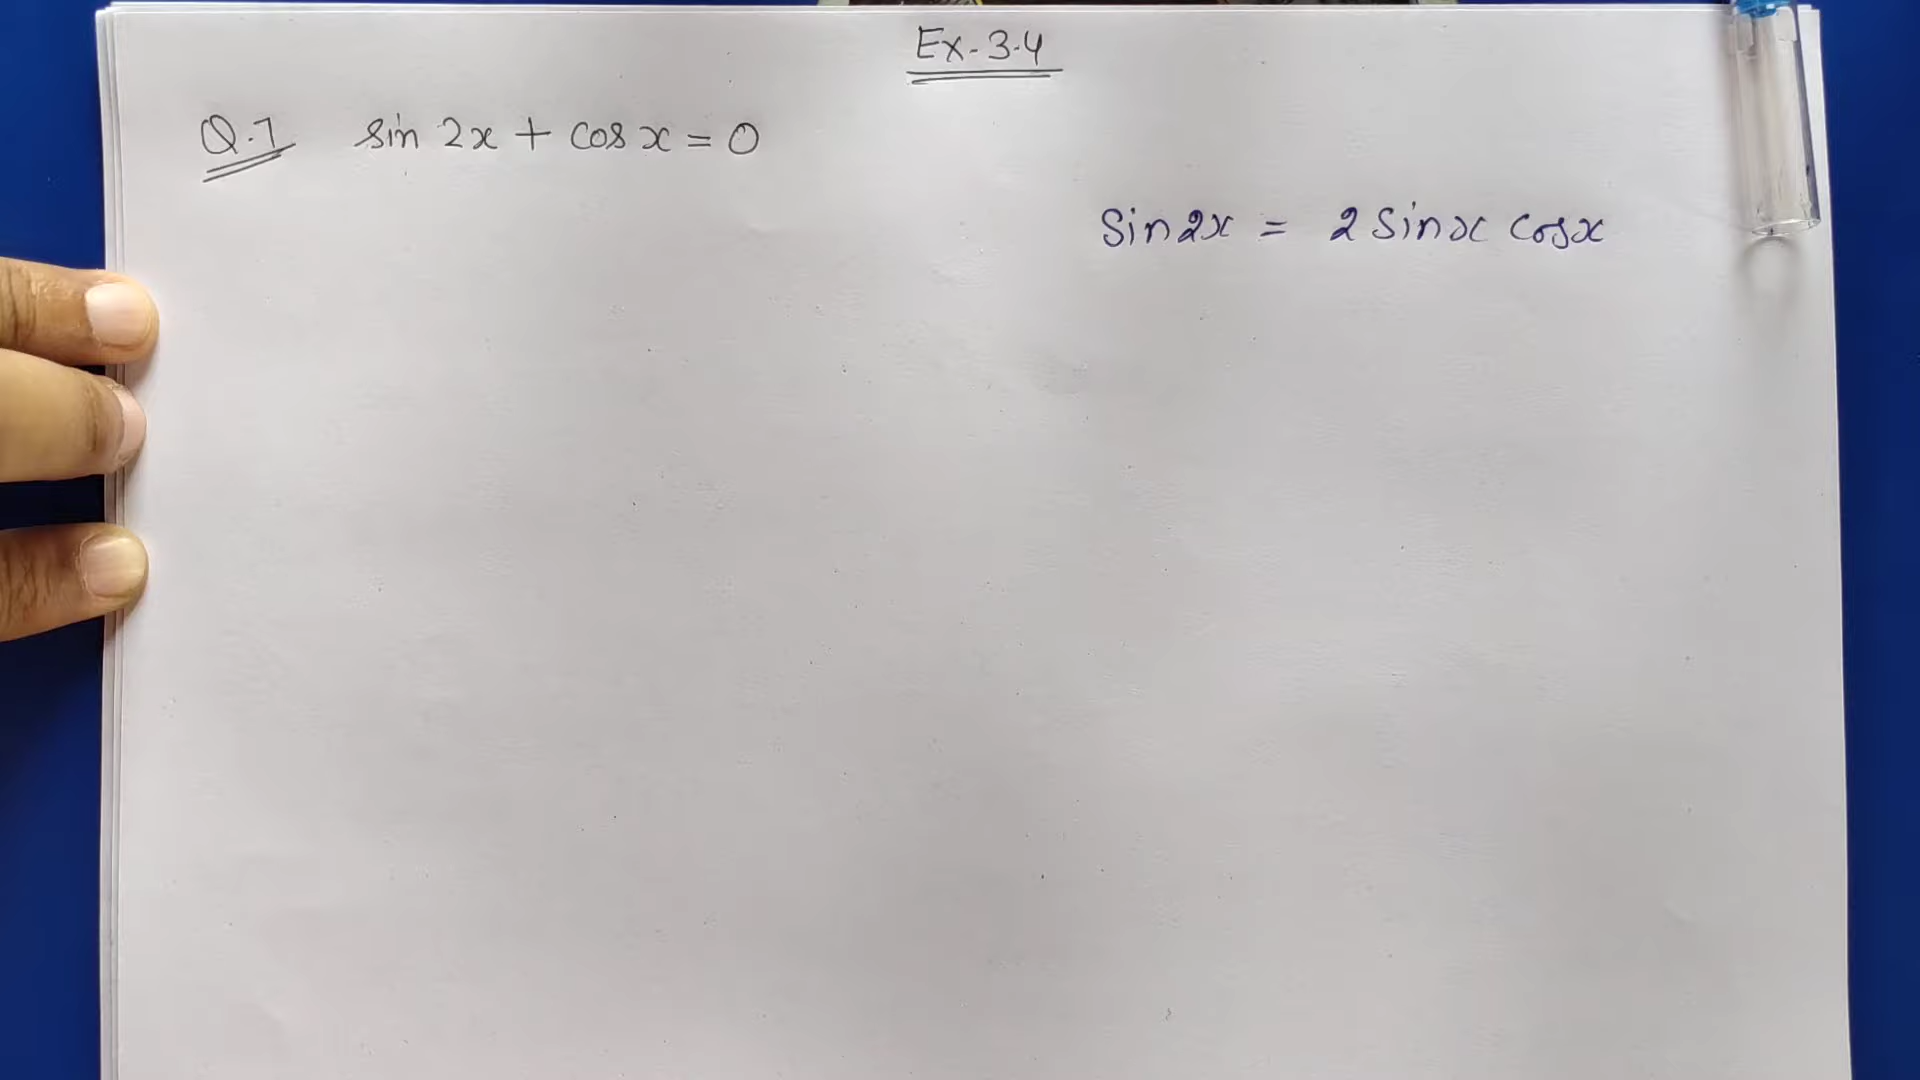 Ex-3.4
Q.7 sin 2x + cos x = 0
Sin2x = 2 Sinx Cosx